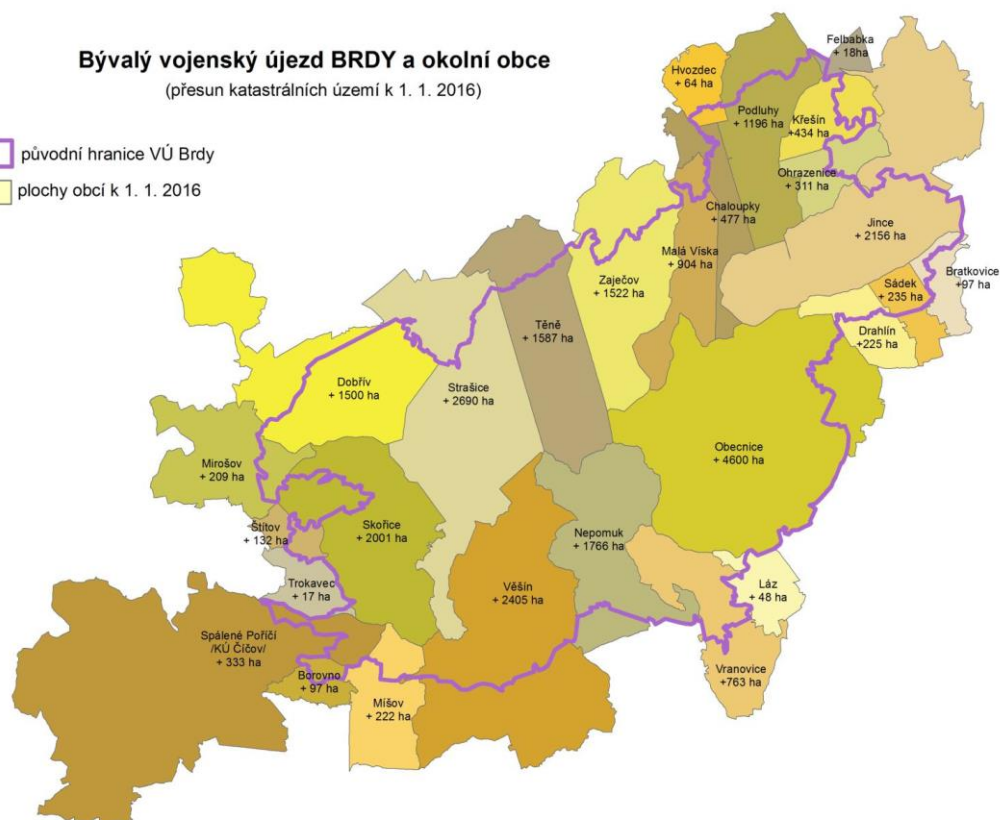 Bývalý vojenský újezd BRDY a okolní obce
(přesun katastrálních území k 1. 1. 2016)
původní hranice VÚ Brdy
plochy obcí k 1. 1. 2016
Felbabka
+ 18ha
Hvozdec
+ 64 ha
Podluhy
+ 1196 ha
Křešín
+434 ha
Ohrazenice
+ 311 ha
Chaloupky
+ 477 ha
Jince
+ 2156 ha
Malá Víska
+ 904 ha
Bratkovice
+97 ha
Zaječov
+ 1522 ha
Sádek
+ 235 ha
Těně
+ 1587 ha
Drahlín
+225 ha
Dobřív
+ 1500 ha
Strašice
+ 2690 ha
Obecnice
+ 4600 ha
Mirošov
+ 209 ha
Štítov
+ 132 ha
Skořice
+ 2001 ha
Nepomuk
+ 1766 ha
Trokavec
+ 17 ha
Věšín
+ 2405 ha
Láz
+ 48 ha
Spálené Poříčí
/KÚ Číčov/
+ 333 ha
Borovno
+ 97 ha
Vranovice
+763 ha
Míšov
+ 222 ha